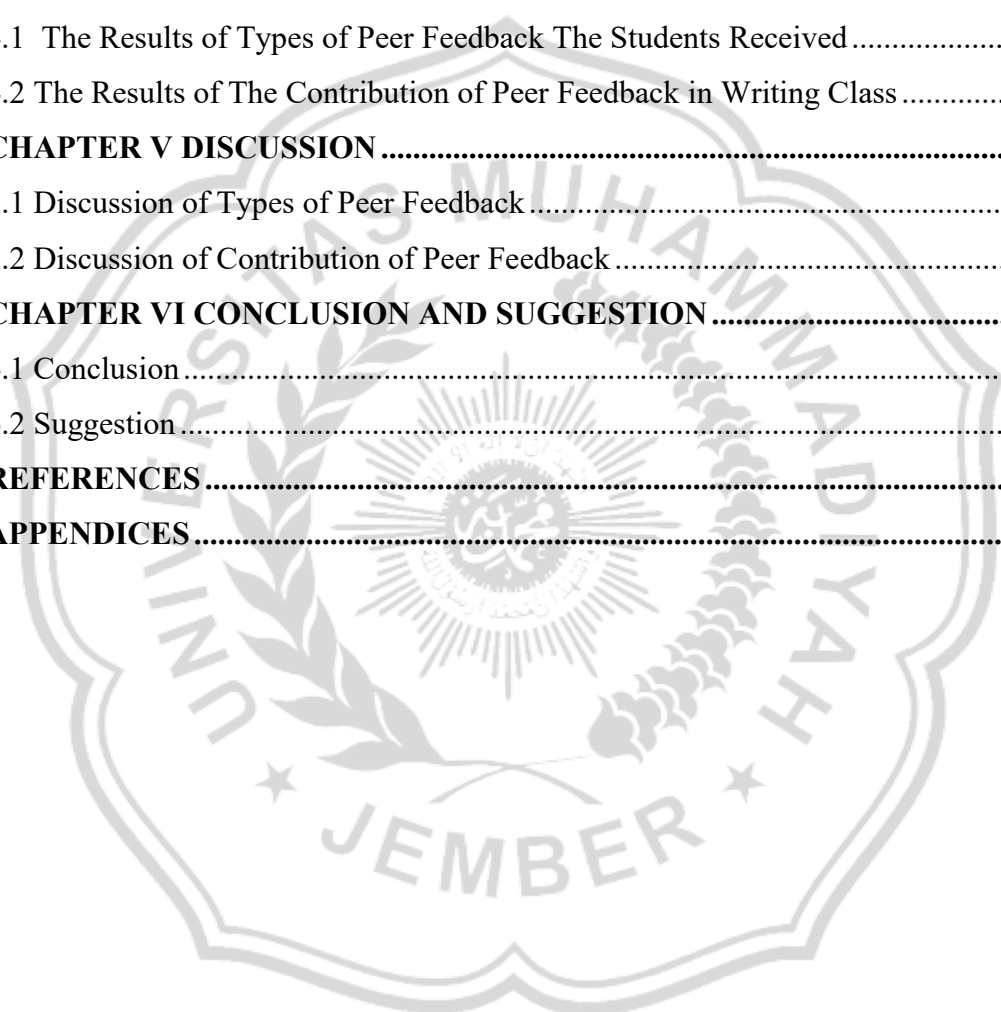 .1 The Results of Types of Peer Feedback The Students Received....................
.2 The Results of The Contribution of Peer Feedback in Writing Class..............
CHAPTER V DISCUSSION....................
.1 Discussion of Types of Peer Feedback....................
.2 Discussion of Contribution of Peer Feedback....................
CHAPTER VI CONCLUSION AND SUGGESTION....................
.1 Conclusion....................
.2 Suggestion....................
REFERENCES....................
APPENDICES....................
UNIVERSITAS MUHAMMADIYAH
JEMBER